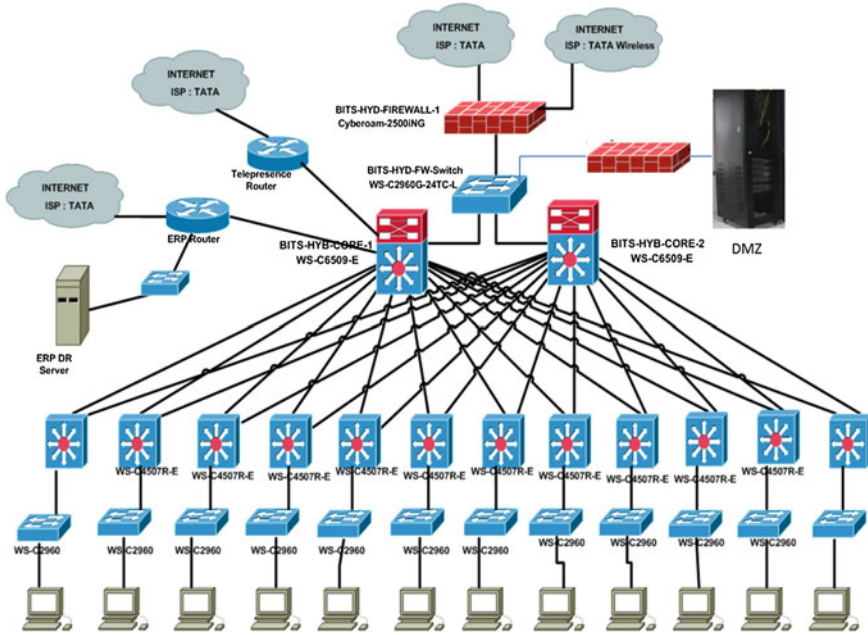 INTERNET
ISP : TATA
INTERNET
ISP : TATA Wireless
INTERNET
ISP : TATA
BITS-HYD-FIREWALL-1
Cyberoam-2500iNG
Telepresence
Router
BITS-HYD-FW-Switch
WS-C2960G-24TC-L
INTERNET
ISP : TATA
ERP Router
BITS-HYB-CORE-1
WS-C6509-E
BITS-HYB-CORE-2
WS-C6509-E
DMZ
ERP DR
Server
WS-C4507R-E
WS-C4507R-E
WS-C4507R-E
WS-C4507R-E
WS-C4507R-E
WS-C4507R-E
WS-C4507R-E
WS-C4507R-E
WS-C4507R-E
WS-C4507R-E
WS-C2960
WS-C2960
WS-C2960
WS-C2960
WS-C2960
WS-C2960
WS-C2960
WS-C2960
WS-C2960
WS-C2960
WS-C2960